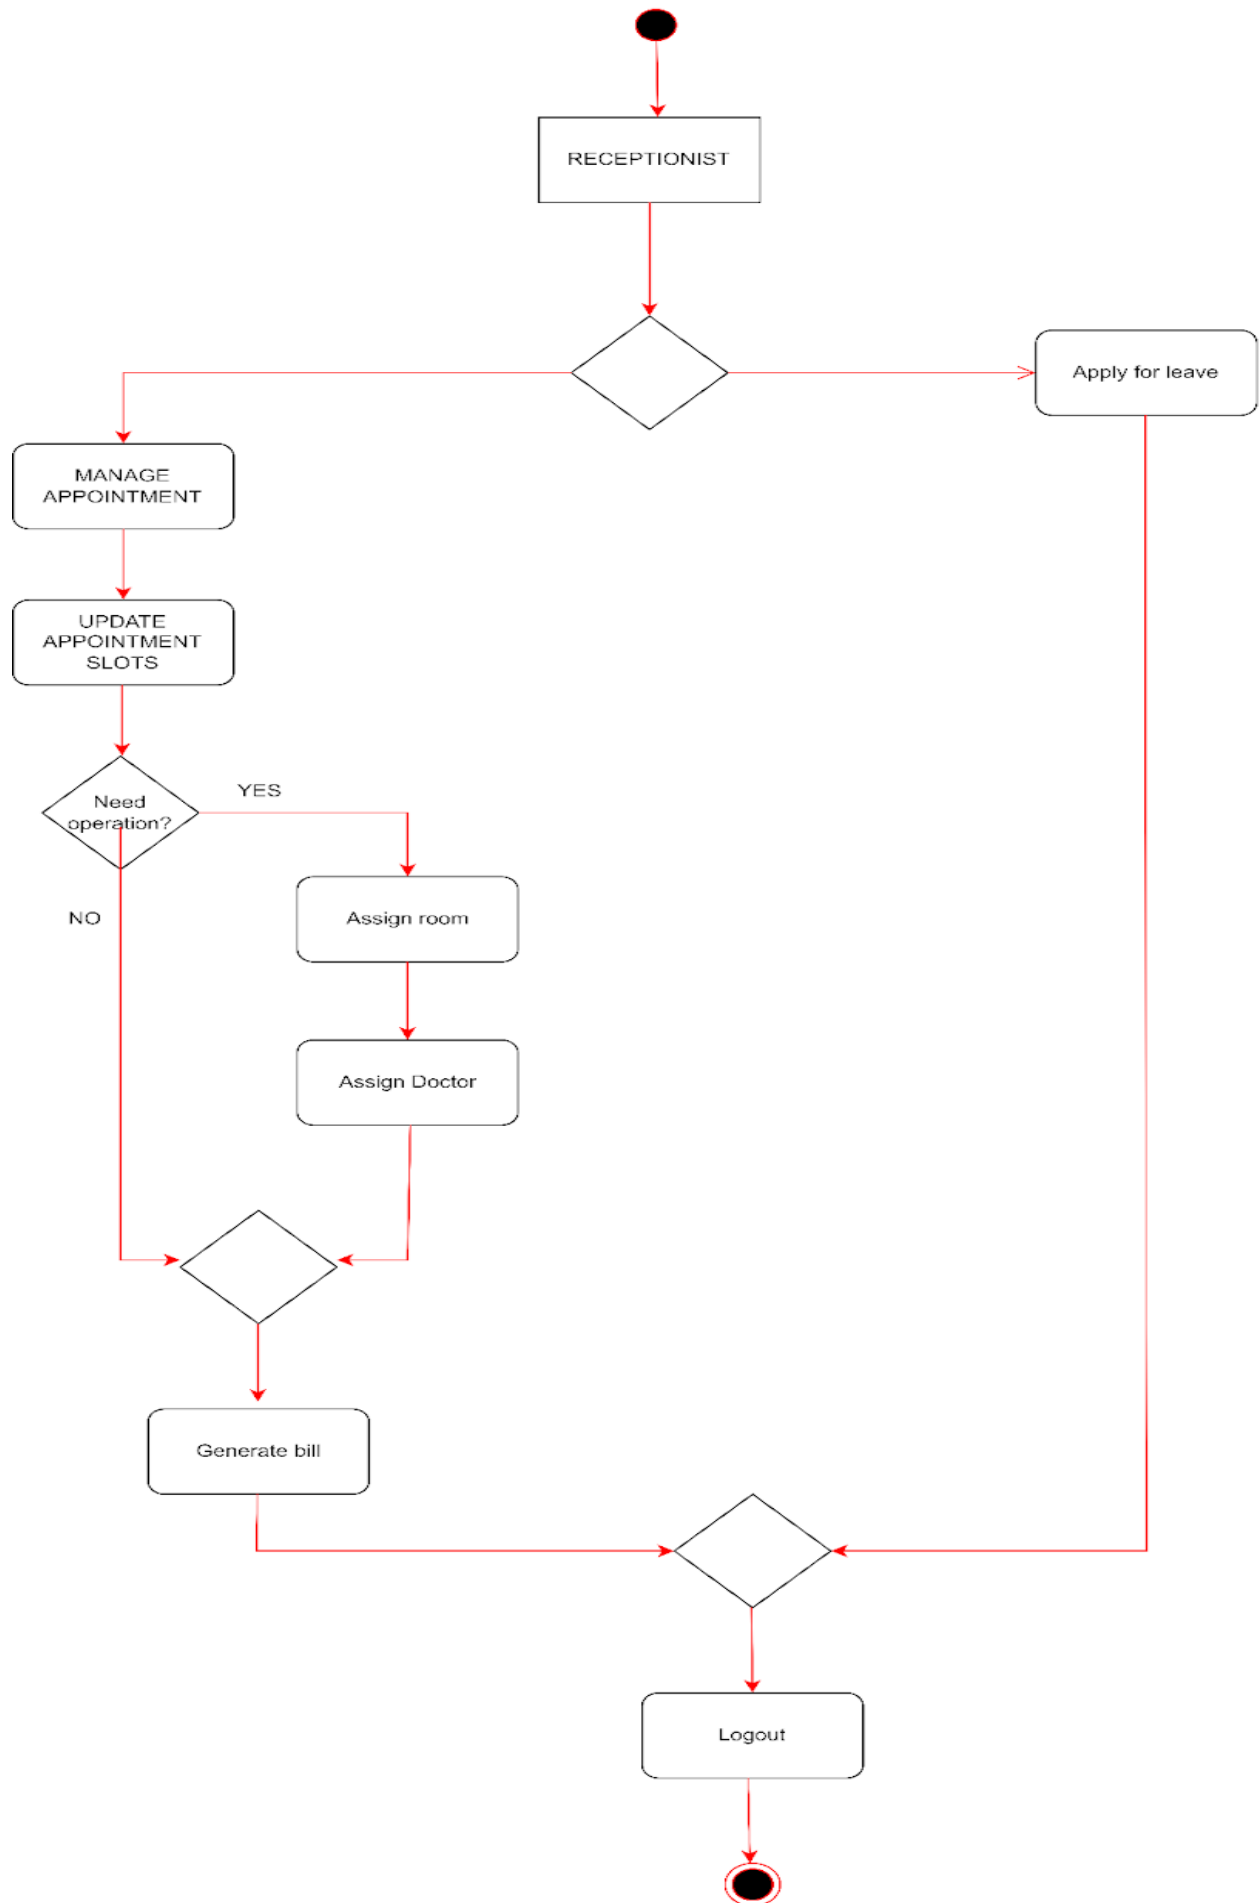 RECEPTIONIST
Apply for leave
MANAGE
APPOINTMENT
UPDATE
APPOINTMENT
SLOTS
Need
operation?
YES
NO
Assign room
Assign Doctor
Generate bill
Logout